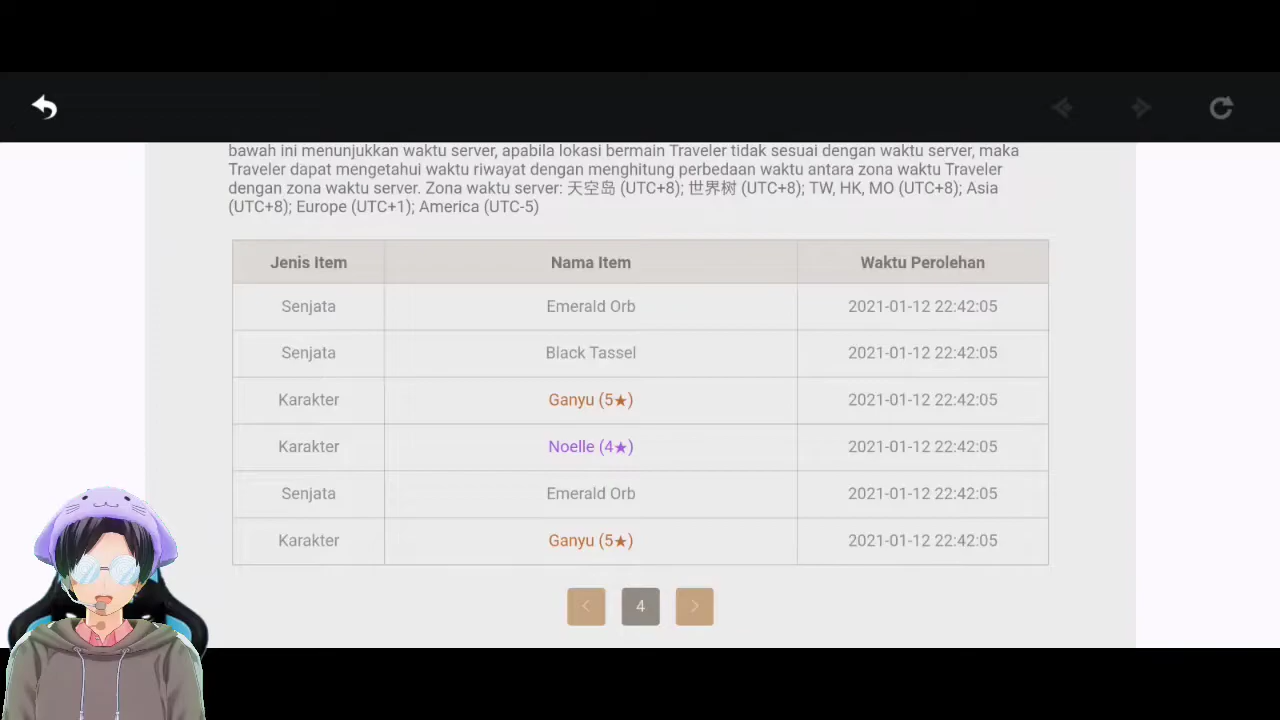 bawah ini menunjukkan waktu server, apabila lokasi bermain Traveler tidak sesuai dengan waktu server, maka
Traveler dapat mengetahui waktu riwayat dengan menghitung perbedaan waktu antara zona waktu Traveler
dengan zona waktu server. Zona waktu server: 天空岛 (UTC+8); 世界树 (UTC+8); TW, HK, MO (UTC+8); Asia
(UTC+8); Europe (UTC+1); America (UTC-5)
Jenis Item Nama Item Waktu Perolehan
Senjata Emerald Orb 2021-01-12 22:42:05
Senjata Black Tassel 2021-01-12 22:42:05
Karakter Ganyu (5★) 2021-01-12 22:42:05
Karakter Noelle (4★) 2021-01-12 22:42:05
Senjata Emerald Orb 2021-01-12 22:42:05
Karakter Ganyu (5★) 2021-01-12 22:42:05
4